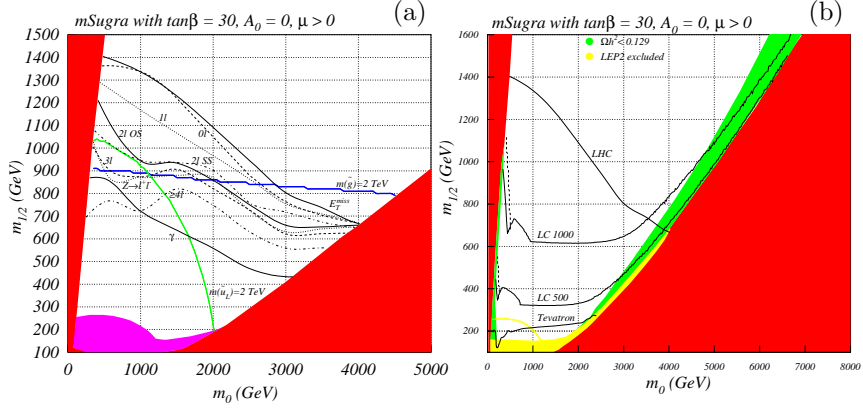 mSugra with tanβ = 30, A₀ = 0, μ > 0
(a)
m₁/₂ (GeV)
1500
1400
1300
1200
1100
1000
900
800
700
600
500
400
300
200
100
0l
1l
2l OS
2l SS
3l
Z→l⁺l⁻
≥4l
γ
E_T^miss
m(g̃)=2 TeV
m(ũ_L)=2 TeV
0 1000 2000 3000 4000 5000
m₀ (GeV)
mSugra with tanβ = 30, A₀ = 0, μ > 0
(b)
Ωh²<0.129
LEP2 excluded
m₁/₂ (GeV)
1600
1400
1200
1000
800
600
400
200
100
LHC
LC 1000
LC 500
Tevatron
0 1000 2000 3000 4000 5000 6000 7000 8000
m₀ (GeV)